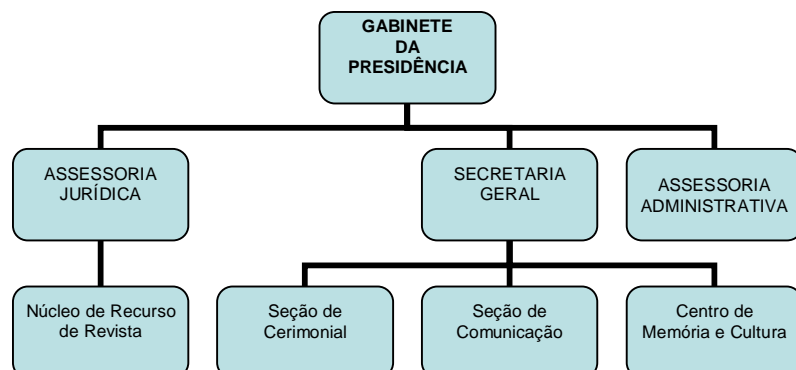 GABINETE
DA
PRESIDÊNCIA
ASSESSORIA
JURÍDICA
SECRETARIA
GERAL
ASSESSORIA
ADMINISTRATIVA
Núcleo de Recurso
de Revista
Seção de
Cerimonial
Seção de
Comunicação
Centro de
Memória e Cultura